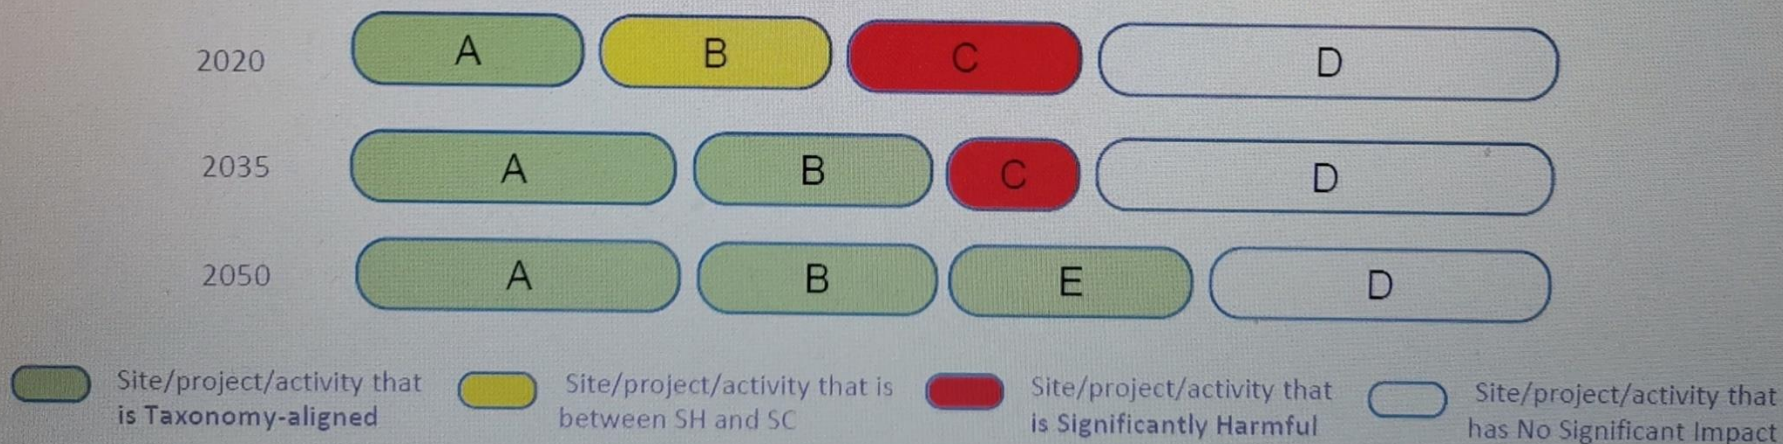 2020 A B C D
2035 A B C D
2050 A B E D
Site/project/activity that
is Taxonomy-aligned
Site/project/activity that is
between SH and SC
Site/project/activity that
is Significantly Harmful
Site/project/activity that
has No Significant Impact